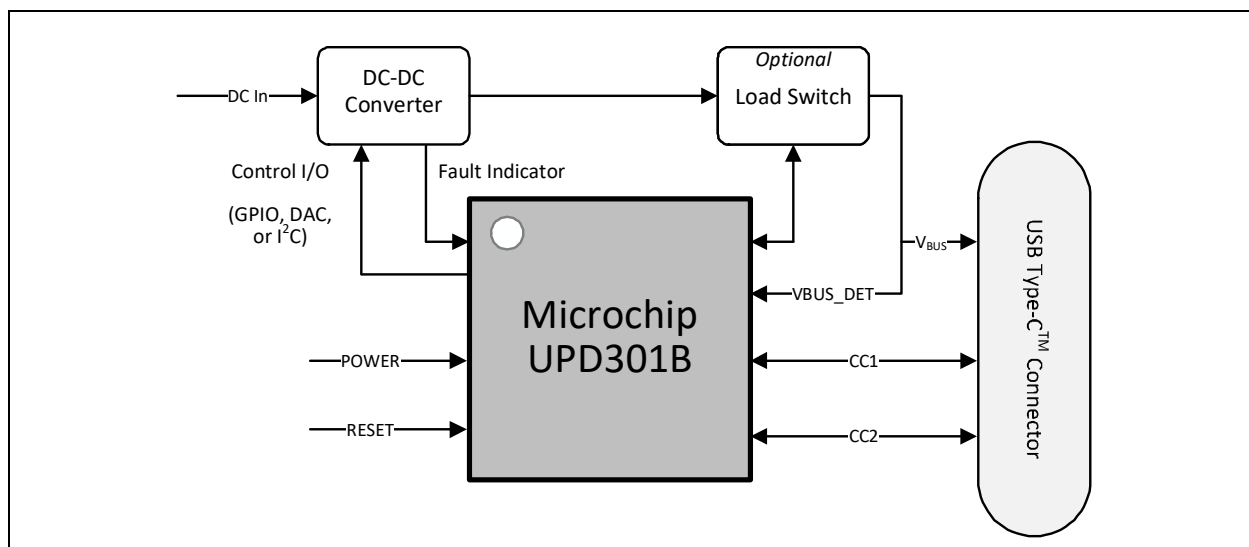 DC In
DC-DC
Converter
Optional
Load Switch
Control I/O
(GPIO, DAC,
or I²C)
Fault Indicator
V_BUS
VBUS_DET
Microchip
UPD301B
POWER
RESET
CC1
CC2
USB Type-C™ Connector